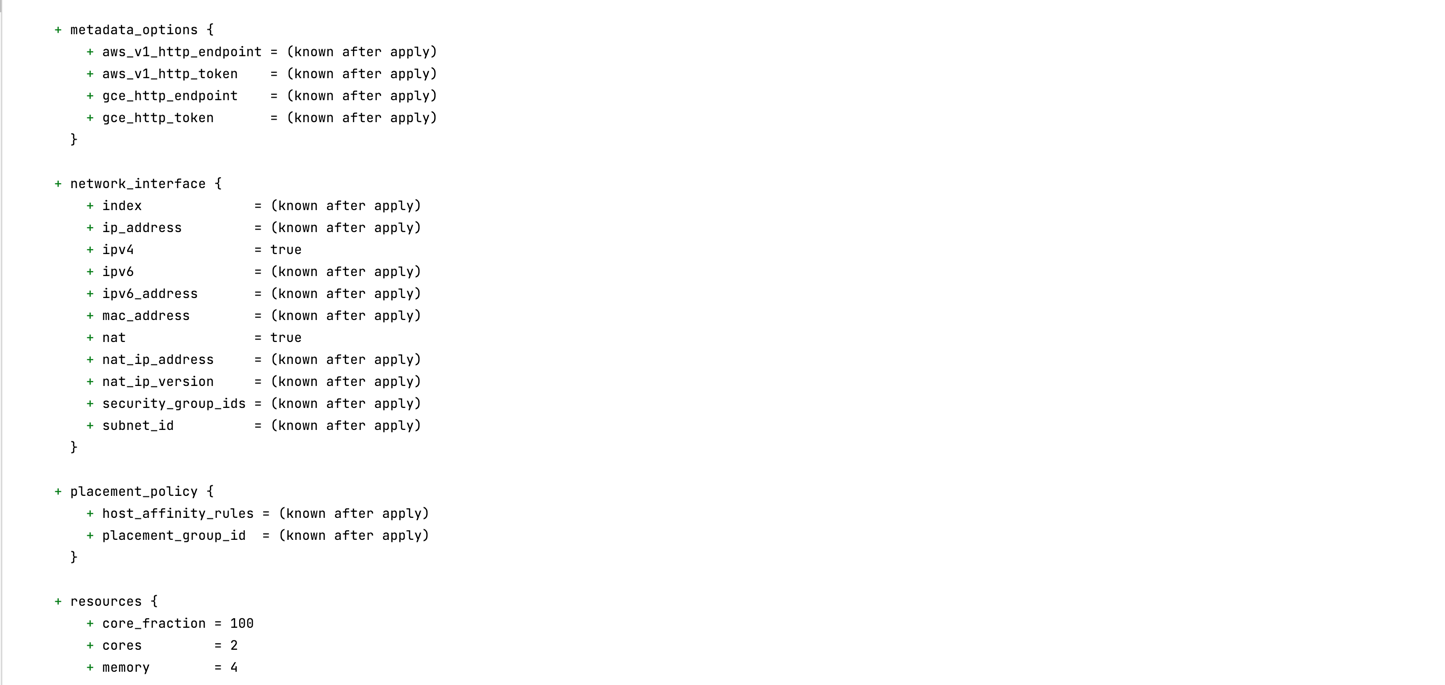 + metadata_options {
+ aws_v1_http_endpoint = (known after apply)
+ aws_v1_http_token    = (known after apply)
+ gce_http_endpoint    = (known after apply)
+ gce_http_token       = (known after apply)
}
+ network_interface {
+ index              = (known after apply)
+ ip_address         = (known after apply)
+ ipv4               = true
+ ipv6               = (known after apply)
+ ipv6_address       = (known after apply)
+ mac_address        = (known after apply)
+ nat                = true
+ nat_ip_address     = (known after apply)
+ nat_ip_version     = (known after apply)
+ security_group_ids = (known after apply)
+ subnet_id          = (known after apply)
}
+ placement_policy {
+ host_affinity_rules = (known after apply)
+ placement_group_id  = (known after apply)
}
+ resources {
+ core_fraction = 100
+ cores         = 2
+ memory        = 4